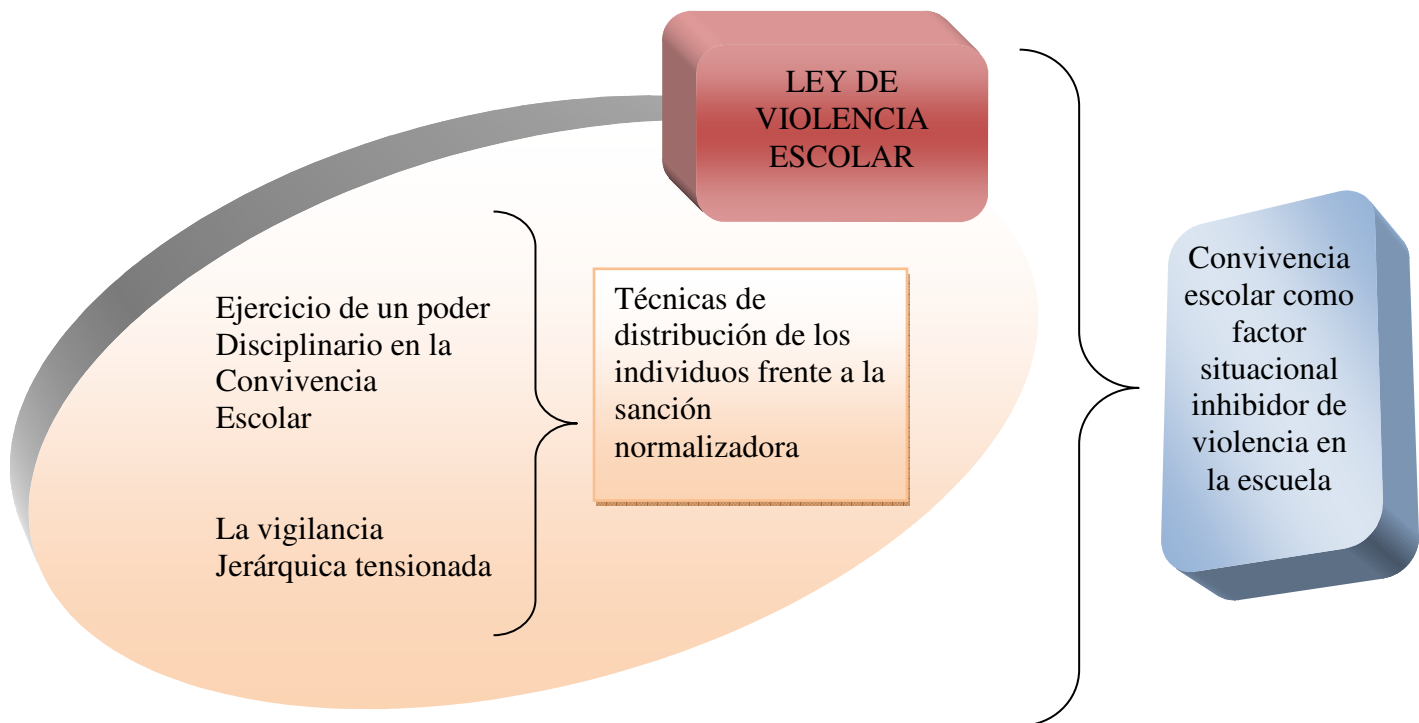 LEY DE
VIOLENCIA
ESCOLAR
Ejercicio de un poder
Disciplinario en la
Convivencia
Escolar
La vigilancia
Jerárquica tensionada
Técnicas de
distribución de los
individuos frente a la
sanción
normalizadora
Convivencia
escolar como
factor
situacional
inhibidor de
violencia en
la escuela